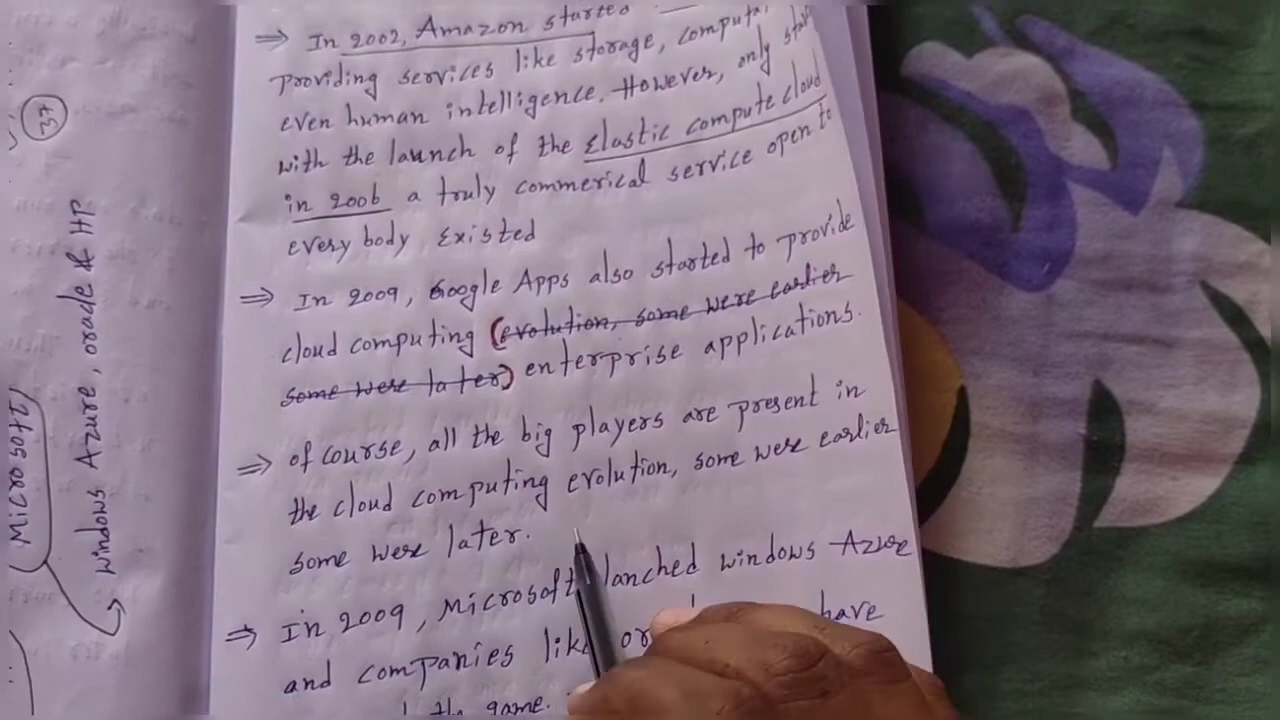 37
Microsoft
windows Azure, oracle & HP
⇒ In 2002, Amazon started
providing services like storage,
even human intelligence. However, only
with the launch of the Elastic compute cloud
in 2006 a truly commerical service open to
every body Existed
⇒ In 2009, Google Apps also started to provide
cloud computing (evolution, some were earlier
some were later) enterprise applications.
⇒ of course, all the big players are present in
the cloud computing evolution, some were earlier
some were later.
⇒ In 2009, Microsoft lanched windows Azure
and companies like have
the game.